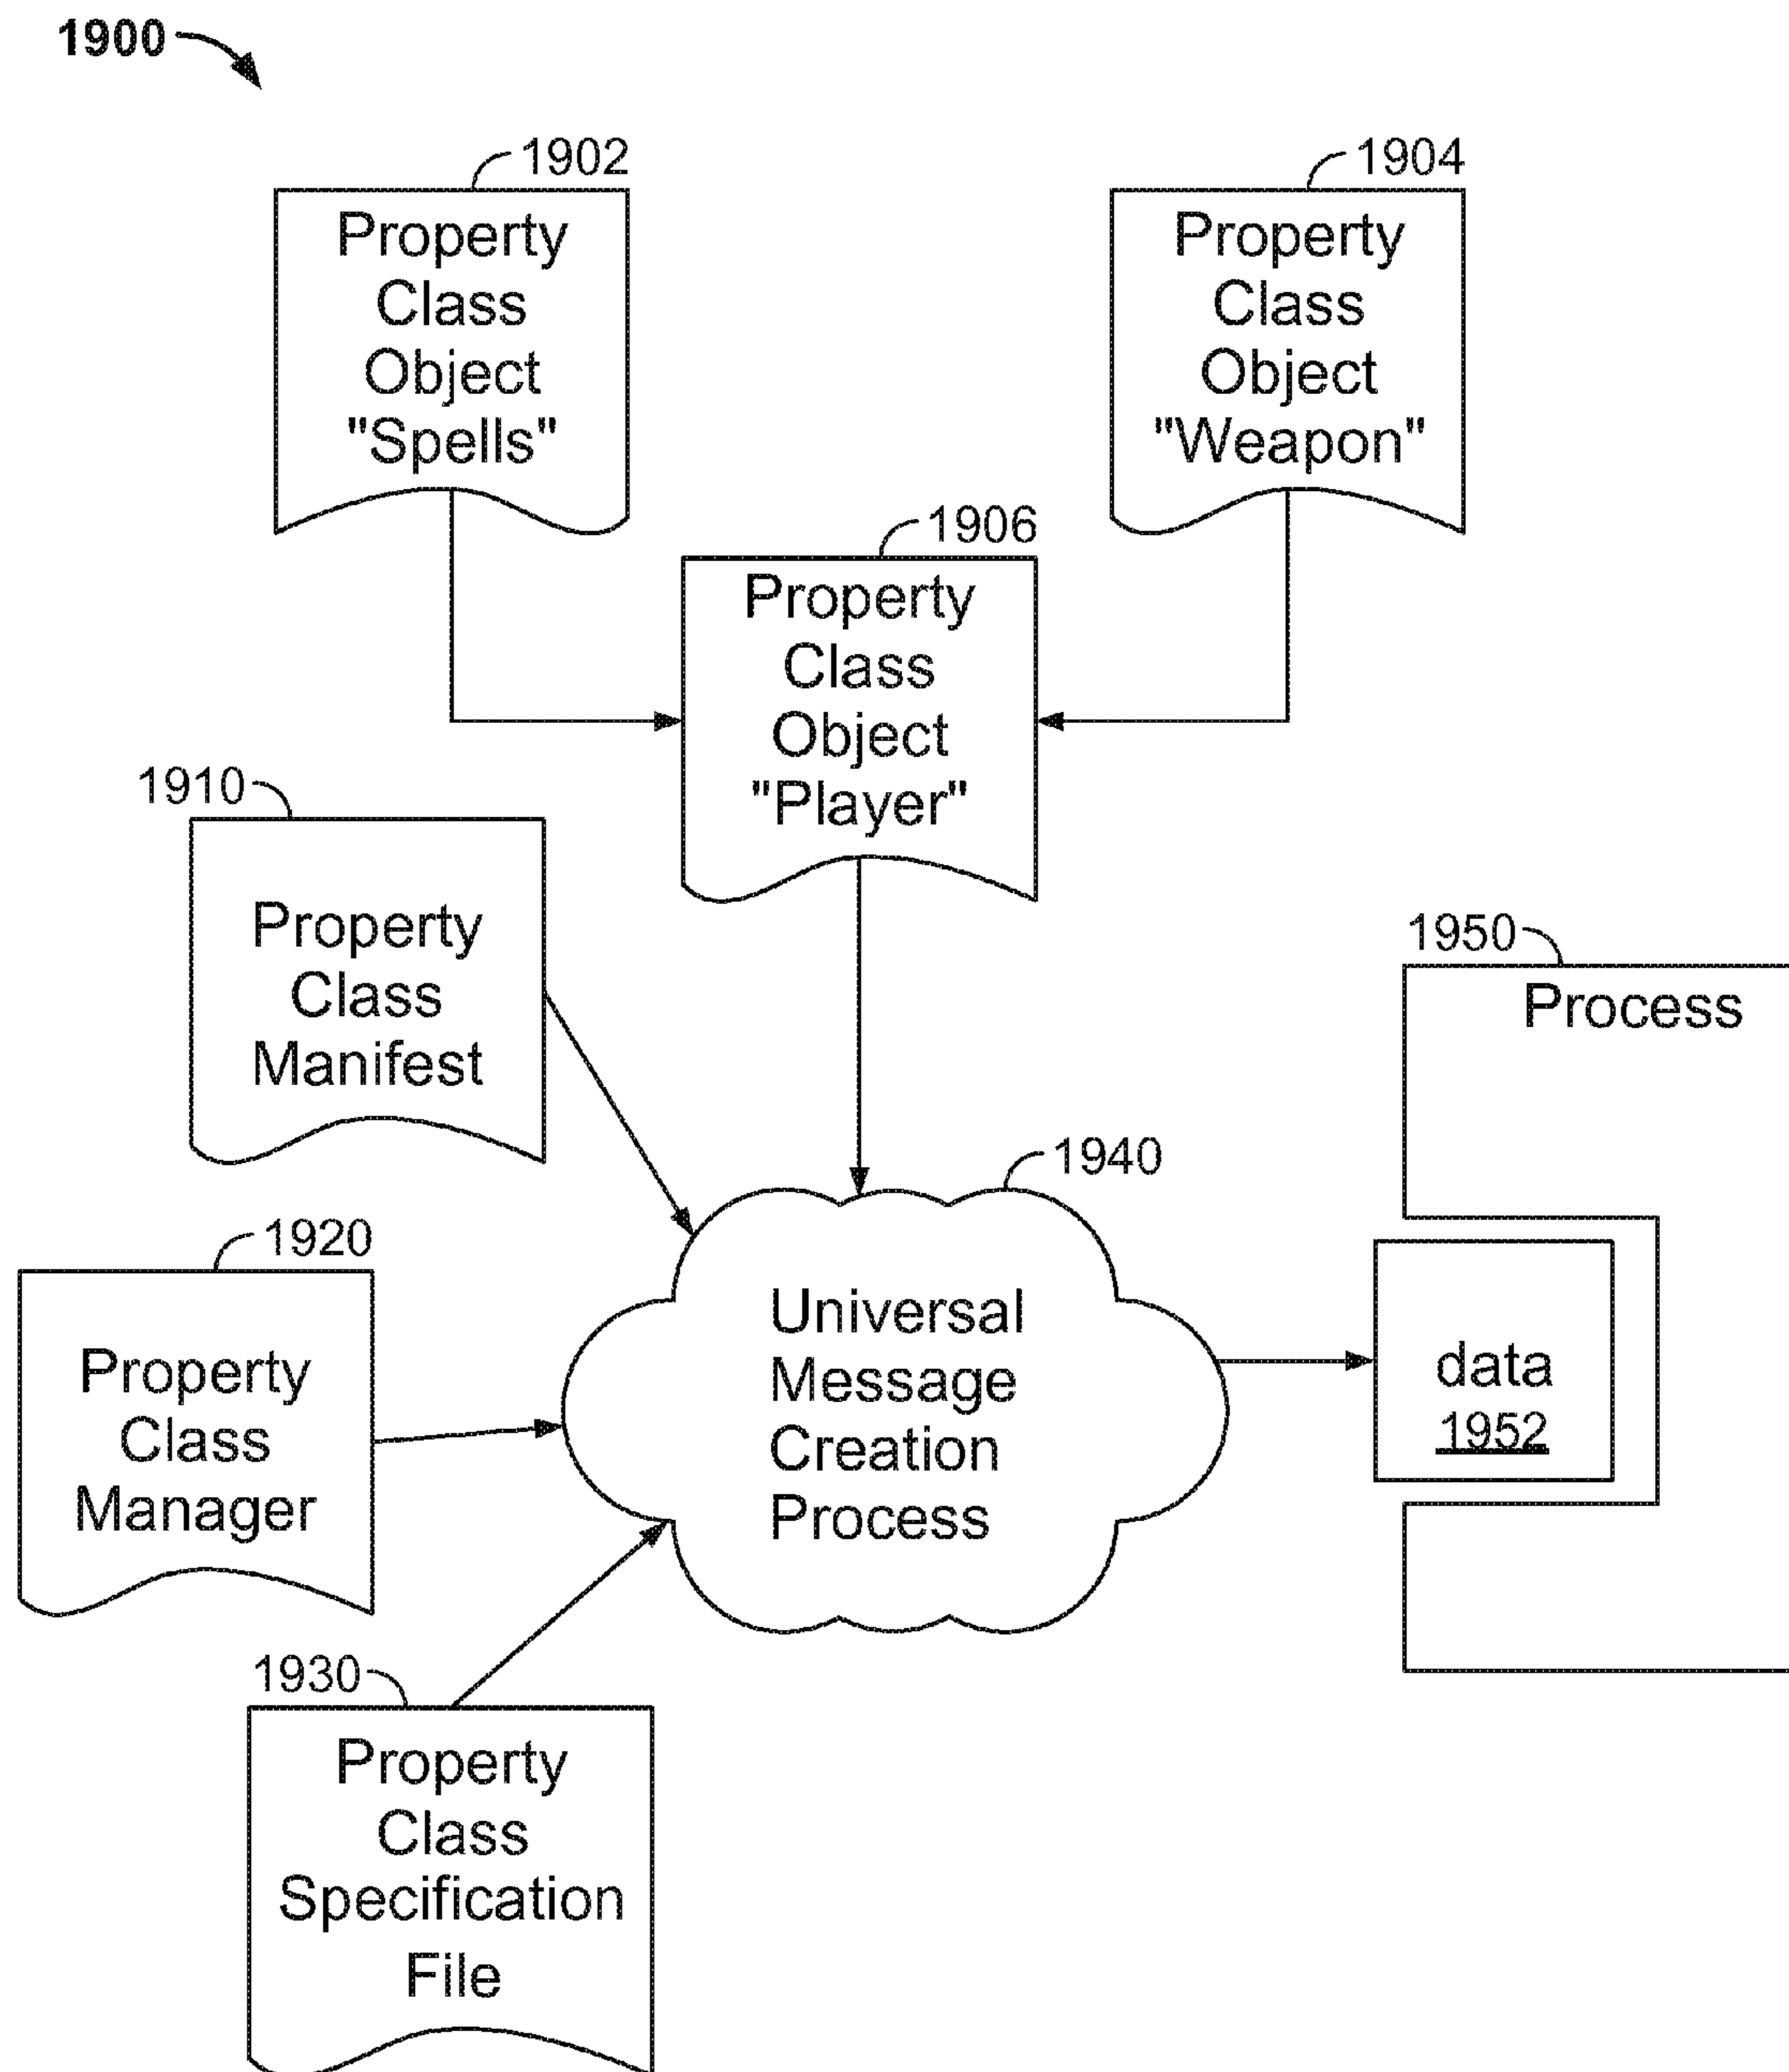 1900
1902
Property
Class
Object
"Spells"
1904
Property
Class
Object
"Weapon"
1906
Property
Class
Object
"Player"
1910
Property
Class
Manifest
1950
Process
1940
Universal
Message
Creation
Process
1920
Property
Class
Manager
data
1952
1930
Property
Class
Specification
File